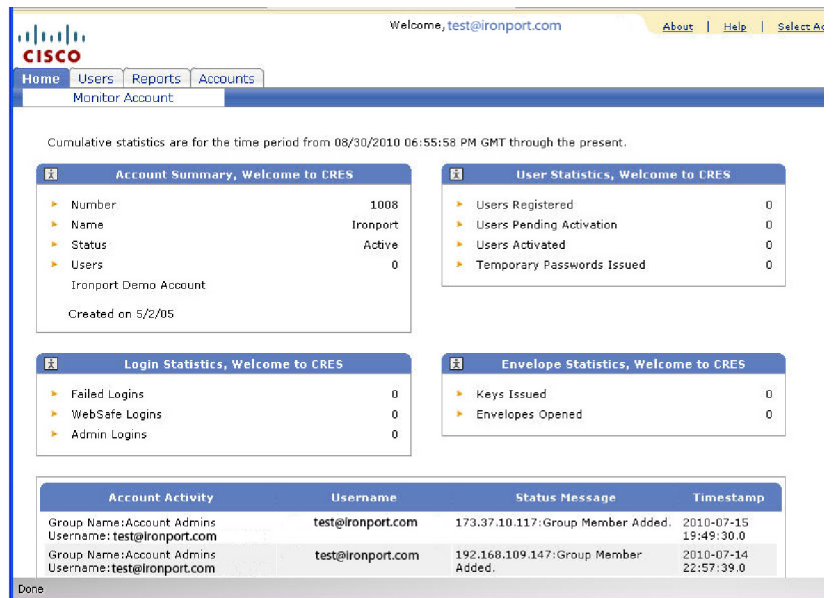 Welcome, test@ironport.com
About | Help | Select Ac
CISCO
Home Users Reports Accounts
Monitor Account
Cumulative statistics are for the time period from 08/30/2010 06:55:58 PM GMT through the present.
Account Summary, Welcome to CRES
Number 1008
Name Ironport
Status Active
Users 0
Ironport Demo Account
Created on 5/2/05
User Statistics, Welcome to CRES
Users Registered 0
Users Pending Activation 0
Users Activated 0
Temporary Passwords Issued 0
Login Statistics, Welcome to CRES
Failed Logins 0
WebSafe Logins 0
Admin Logins 0
Envelope Statistics, Welcome to CRES
Keys Issued 0
Envelopes Opened 0
Account Activity Username Status Message Timestamp
Group Name:Account Admins test@ironport.com 173.37.10.117:Group Member Added. 2010-07-15
Username: test@ironport.com 19:49:30.0
Group Name:Account Admins test@ironport.com 192.168.109.147:Group Member 2010-07-14
Username:test@ironport.com Added. 22:57:39.0
Done